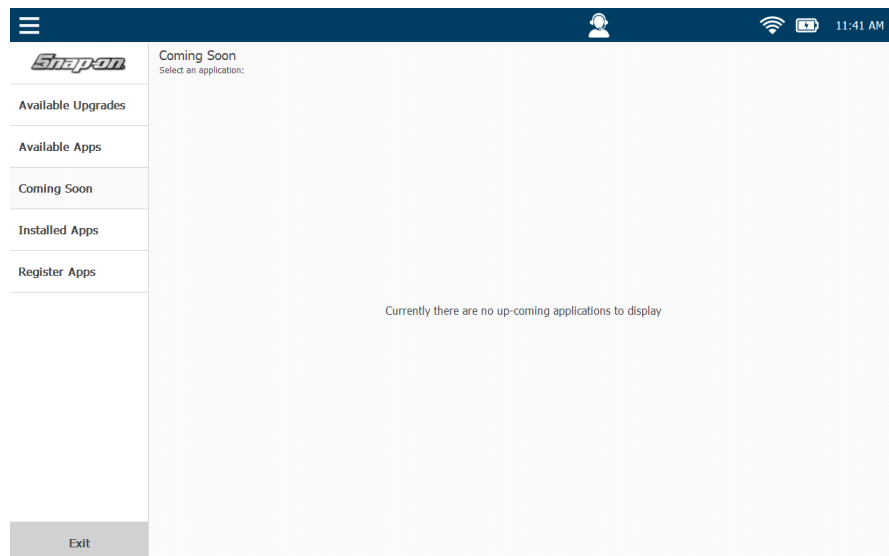 11:41 AM
Snap-on
Coming Soon
Select an application:
Available Upgrades
Available Apps
Coming Soon
Installed Apps
Register Apps
Currently there are no up-coming applications to display
Exit